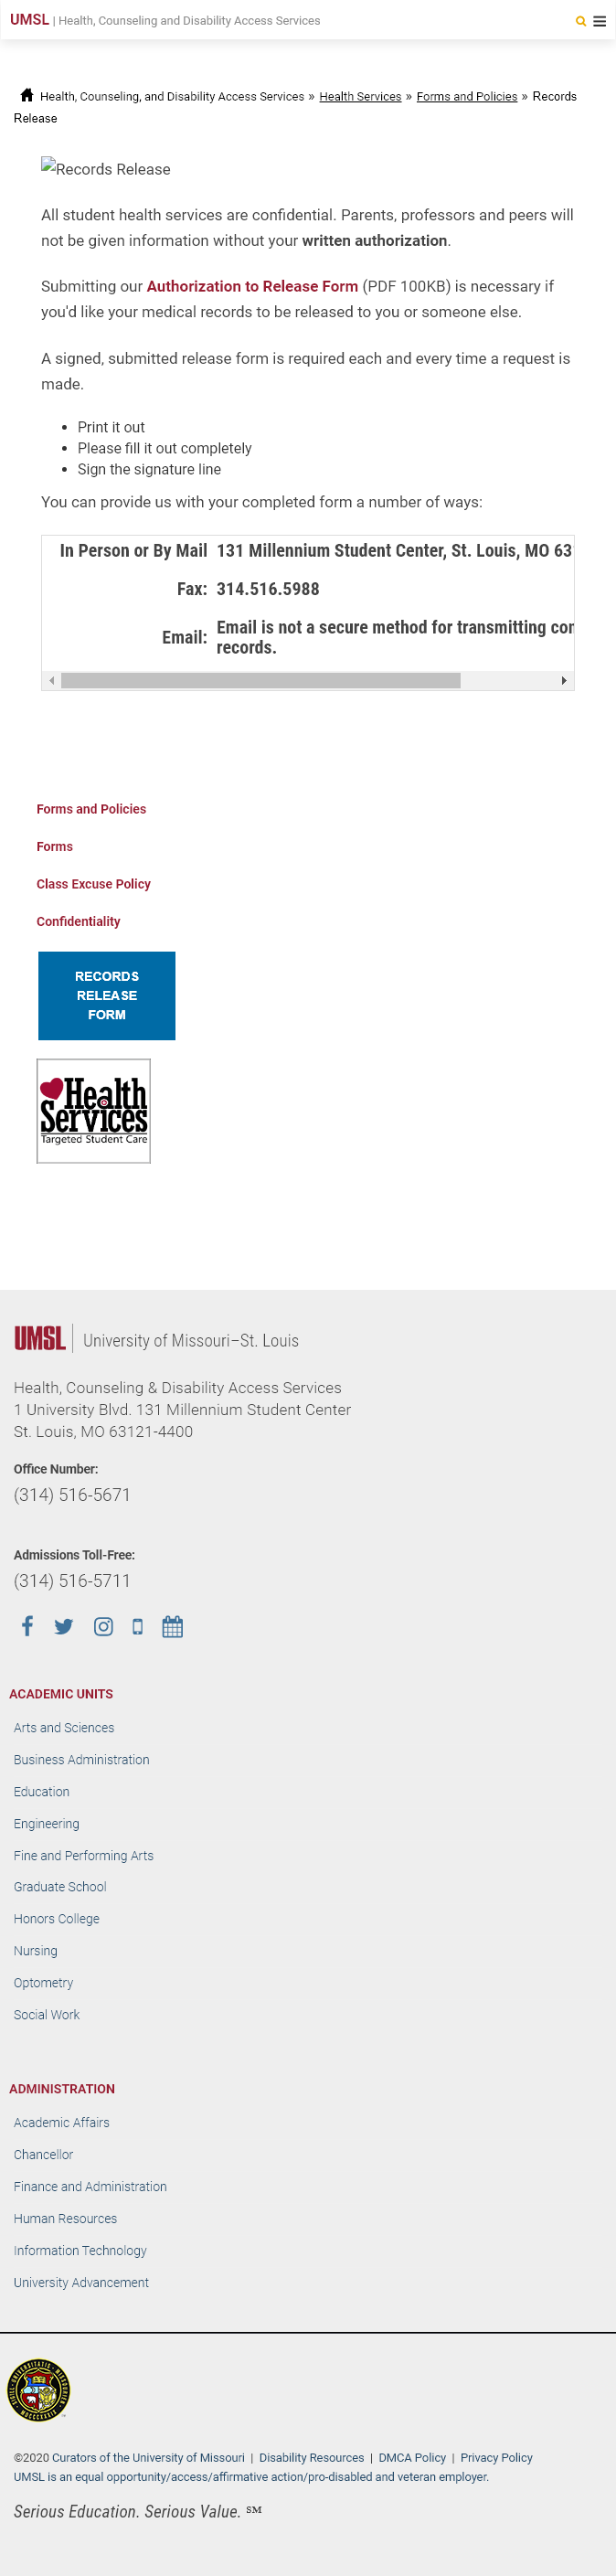 UMSL | Health, Counseling and Disability Access Services
Health, Counseling, and Disability Access Services » Health Services » Forms and Policies » Records
Release
Records Release
All student health services are confidential. Parents, professors and peers will
not be given information without your written authorization.
Submitting our Authorization to Release Form (PDF 100KB) is necessary if
you'd like your medical records to be released to you or someone else.
A signed, submitted release form is required each and every time a request is
made.
• Print it out
• Please fill it out completely
• Sign the signature line
You can provide us with your completed form a number of ways:
In Person or By Mail 131 Millennium Student Center, St. Louis, MO 63
Fax: 314.516.5988
Email: Email is not a secure method for transmitting con
records.
Forms and Policies
Forms
Class Excuse Policy
Confidentiality
RECORDS
RELEASE
FORM
Health
Services
Targeted Student Care
UMSL University of Missouri–St. Louis
Health, Counseling & Disability Access Services
1 University Blvd. 131 Millennium Student Center
St. Louis, MO 63121-4400
Office Number:
(314) 516-5671
Admissions Toll-Free:
(314) 516-5711
ACADEMIC UNITS
Arts and Sciences
Business Administration
Education
Engineering
Fine and Performing Arts
Graduate School
Honors College
Nursing
Optometry
Social Work
ADMINISTRATION
Academic Affairs
Chancellor
Finance and Administration
Human Resources
Information Technology
University Advancement
©2020 Curators of the University of Missouri | Disability Resources | DMCA Policy | Privacy Policy
UMSL is an equal opportunity/access/affirmative action/pro-disabled and veteran employer.
Serious Education. Serious Value. ℠